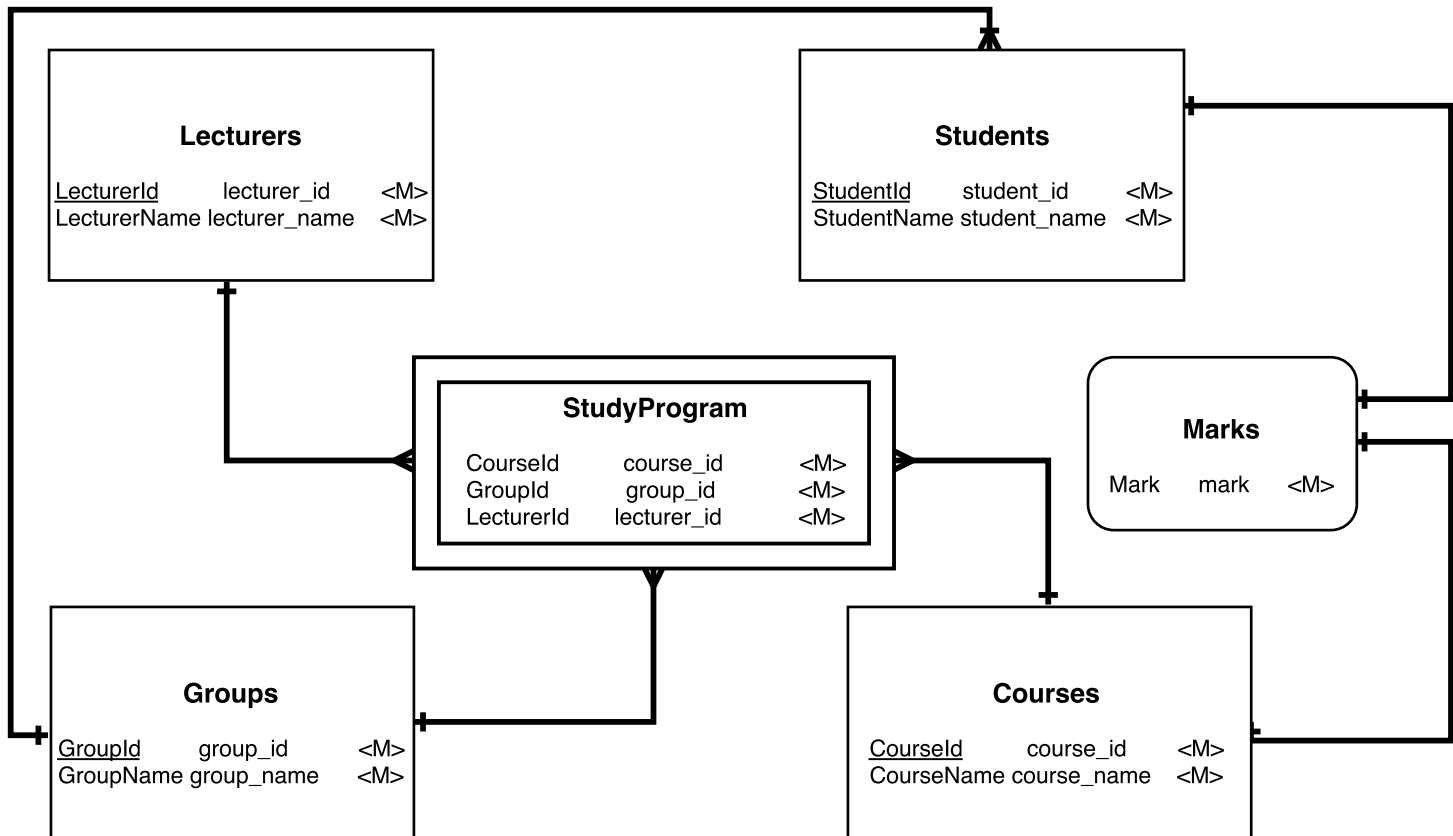 Lecturers
LecturerId lecturer_id <M>
LecturerName lecturer_name <M>
Students
StudentId student_id <M>
StudentName student_name <M>
StudyProgram
CourseId course_id <M>
GroupId group_id <M>
LecturerId lecturer_id <M>
Marks
Mark mark <M>
Groups
GroupId group_id <M>
GroupName group_name <M>
Courses
CourseId course_id <M>
CourseName course_name <M>